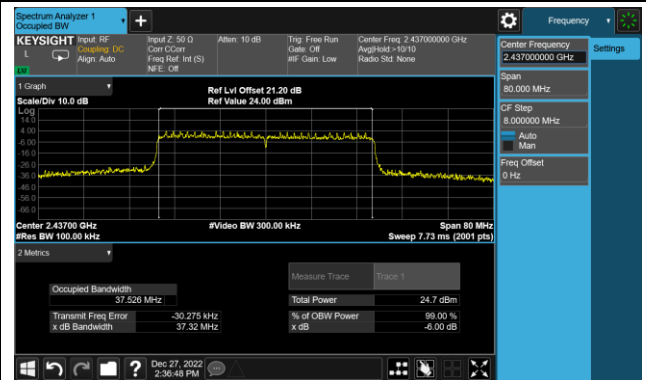 Spectrum Analyzer 1
Occupied BW
Frequency
KEYSIGHT
L
Input: RF
Coupling: DC
Align: Auto
Input Z: 50 Ω
Corr CCorr
Freq Ref: Int (S)
NFE: Off
Atten: 10 dB
Trig: Free Run
Gate: Off
#IF Gain: Low
Center Freq: 2.437000000 GHz
Avg|Hold:>10/10
Radio Std: None
LW
Center Frequency
2.437000000 GHz
Settings
Span
80.000 MHz
CF Step
8.000000 MHz
Auto
Man
Freq Offset
0 Hz
1 Graph
Scale/Div 10.0 dB
Ref Lvl Offset 21.20 dB
Ref Value 24.00 dBm
Log
14.0
4.00
-6.00
-16.0
-26.0
-36.0
-46.0
-56.0
-66.0
Center 2.43700 GHz
#Video BW 300.00 kHz
Span 80 MHz
#Res BW 100.00 kHz
Sweep 7.73 ms (2001 pts)
2 Metrics
Measure Trace
Trace 1
Occupied Bandwidth
37.526 MHz
Total Power
24.7 dBm
Transmit Freq Error
-30.275 kHz
% of OBW Power
99.00 %
x dB Bandwidth
37.32 MHz
x dB
-6.00 dB
?
Dec 27, 2022
2:36:48 PM